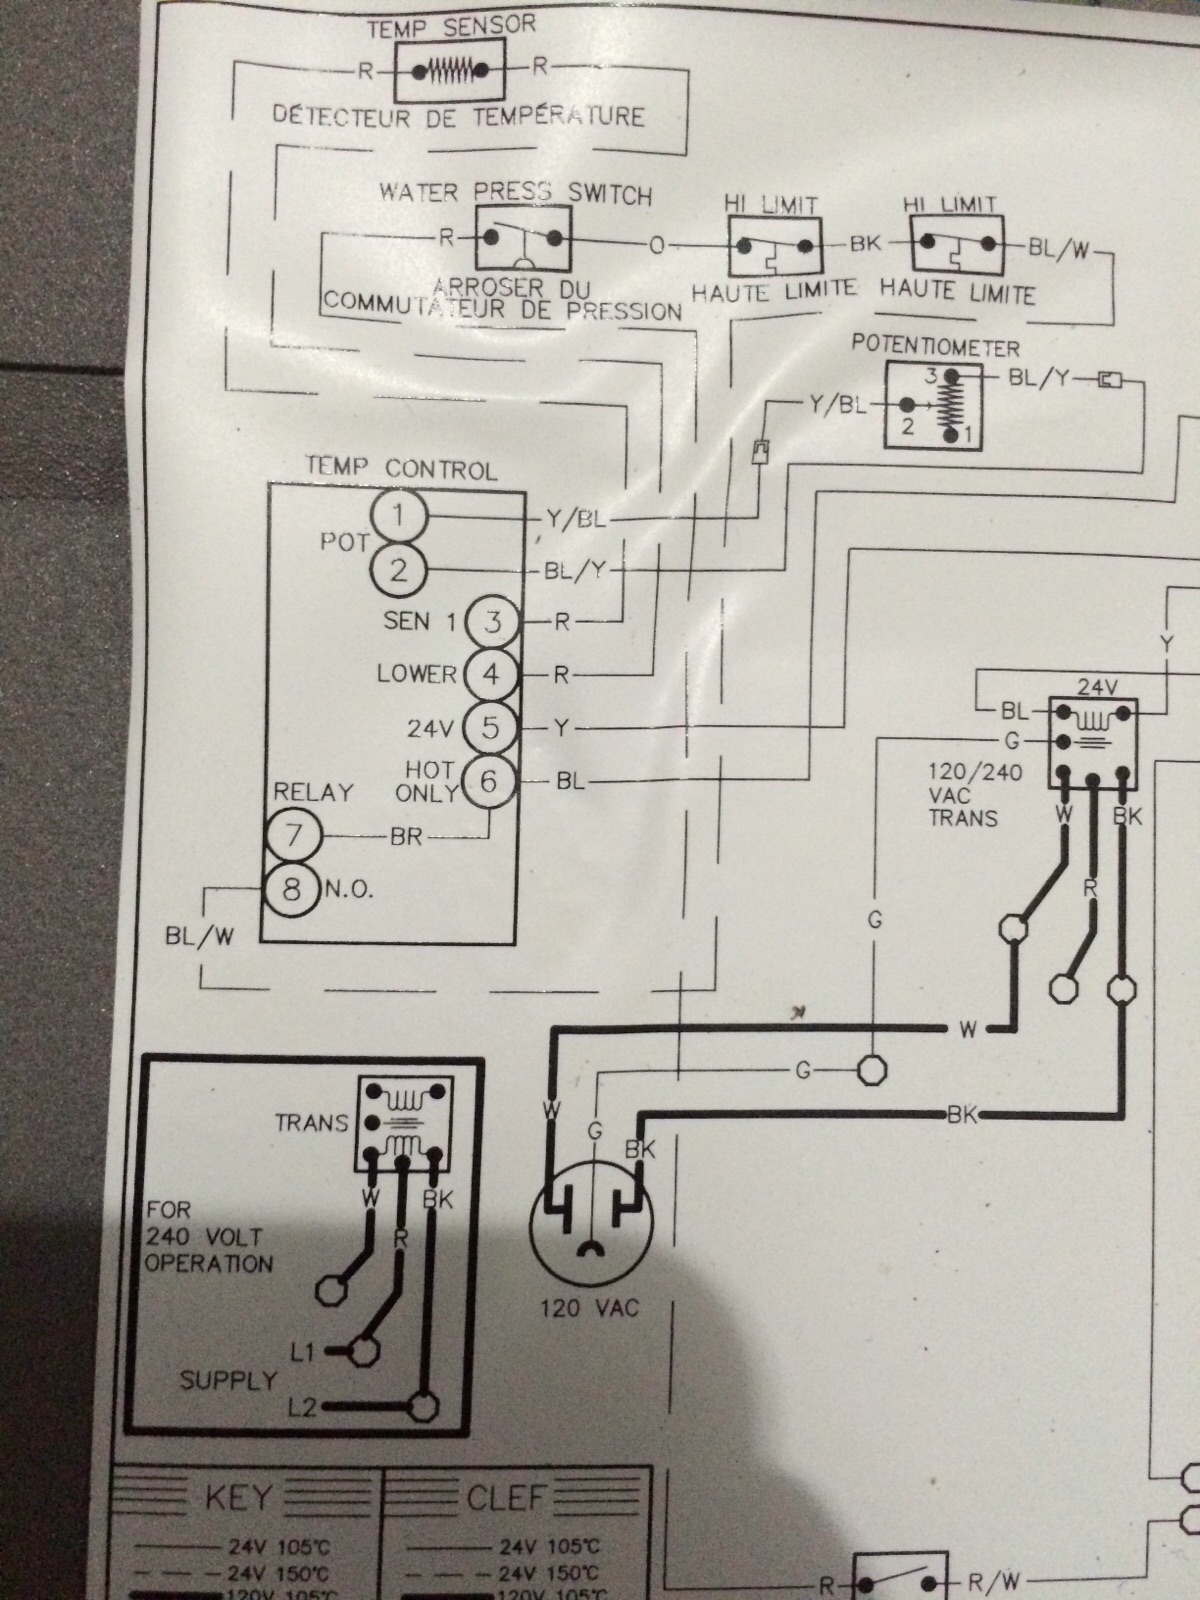 TEMP SENSOR
R R
DÉTECTEUR DE TEMPÉRATURE
WATER PRESS SWITCH
HI LIMIT
HI LIMIT
R O BK BL/W
ARROSER DU
COMMUTATEUR DE PRESSION
HAUTE LIMITE
HAUTE LIMITE
POTENTIOMETER
3 BL/Y
Y/BL
2 1
TEMP CONTROL
1 Y/BL
POT
2 BL/Y
SEN 1 3 R
LOWER 4 R
24V 5 Y
HOT
ONLY 6 BL
RELAY
7 BR
8 N.O.
BL/W
Y
24V
BL
G
120/240
VAC
TRANS
W BK
R
G
W
G
BK
W
G
BK
120 VAC
TRANS
W BK
R
FOR
240 VOLT
OPERATION
L1
SUPPLY
L2
KEY CLEF
24V 105°C 24V 105°C
24V 150°C 24V 150°C
120V 105°C 120V 105°C
R R/W